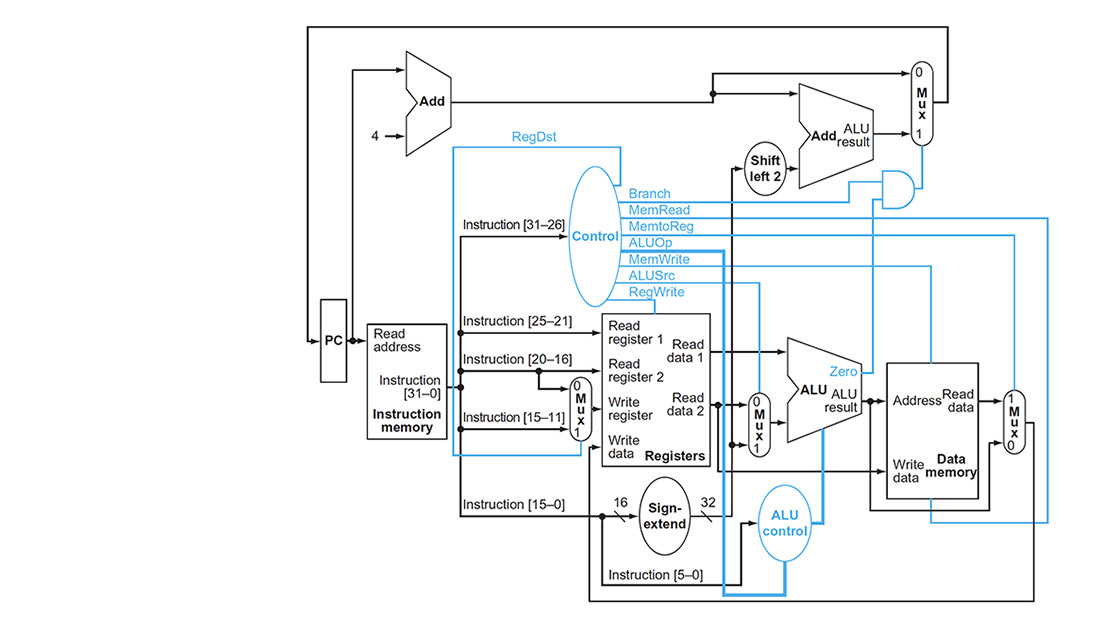 0
M
u
x
1
Add
4
Add ALU
result
RegDst
Shift
left 2
Branch
MemRead
MemtoReg
ALUOp
MemWrite
ALUSrc
RegWrite
Instruction [31–26]
Control
Instruction [25–21]
Instruction [20–16]
Instruction [15–11]
Instruction [15–0]
Instruction [5–0]
PC
Read
address
Instruction
[31–0]
Instruction
memory
0
M
u
x
1
Read
register 1
Read
register 2
Write
register
Write
data
Read
data 1
Read
data 2
Registers
0
M
u
x
1
Zero
ALU ALU
result
Address
Read
data
Write
data
Data
memory
1
M
u
x
0
16
Sign-
extend
32
ALU
control